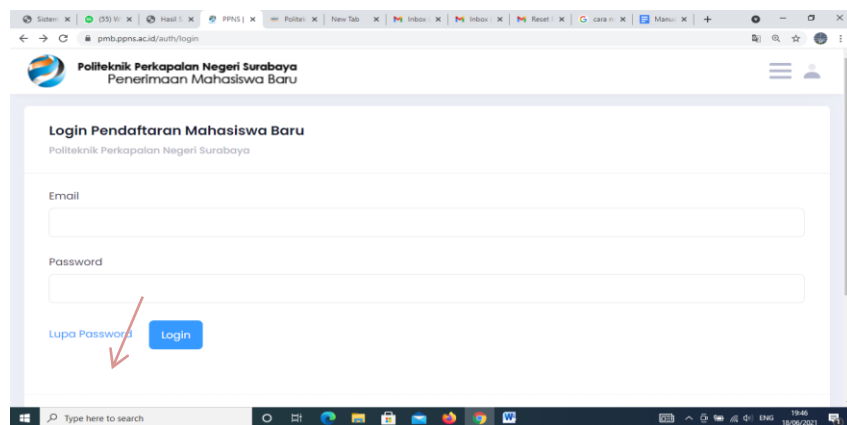 Sistem
(55) W
Hasil S
PPNS |
Politek
New Tab
Inbox
Inbox
Reset
cara n
Manua
pmb.ppns.ac.id/auth/login
Politeknik Perkapalan Negeri Surabaya
Penerimaan Mahasiswa Baru
Login Pendaftaran Mahasiswa Baru
Politeknik Perkapalan Negeri Surabaya
Email
Password
Lupa Password Login
Type here to search
ENG
19:46
18/06/2021